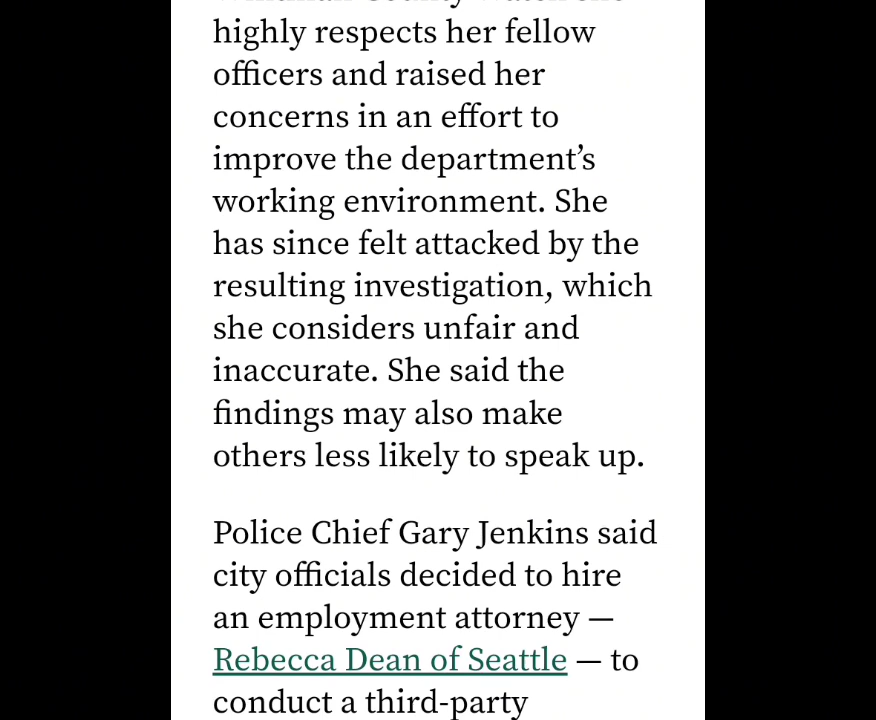 highly respects her fellow
officers and raised her
concerns in an effort to
improve the department’s
working environment. She
has since felt attacked by the
resulting investigation, which
she considers unfair and
inaccurate. She said the
findings may also make
others less likely to speak up.
Police Chief Gary Jenkins said
city officials decided to hire
an employment attorney —
Rebecca Dean of Seattle — to
conduct a third-party